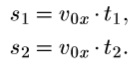 s₁ = v₀ₓ · t₁,
s₂ = v₀ₓ · t₂.